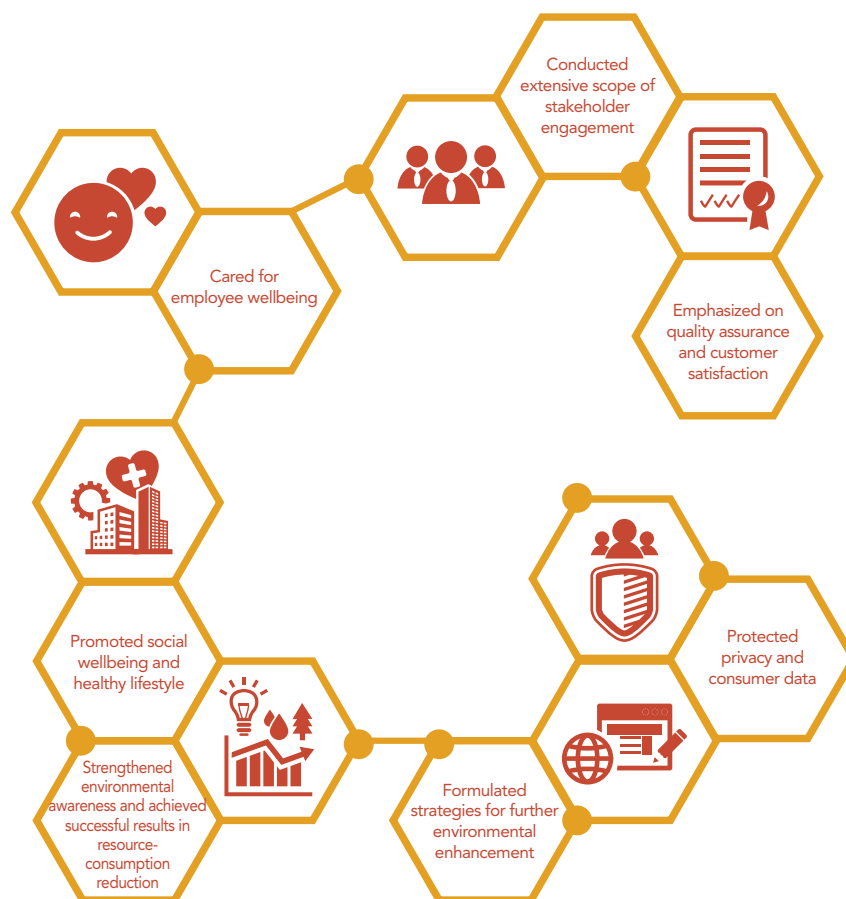 Conducted
extensive scope of
stakeholder
engagement
Cared for
employee wellbeing
Emphasized on
quality assurance
and customer
satisfaction
Promoted social
wellbeing and
healthy lifestyle
Protected
privacy and
consumer data
Strengthened
environmental
awareness and achieved
successful results in
resource-
consumption
reduction
Formulated
strategies for further
environmental
enhancement